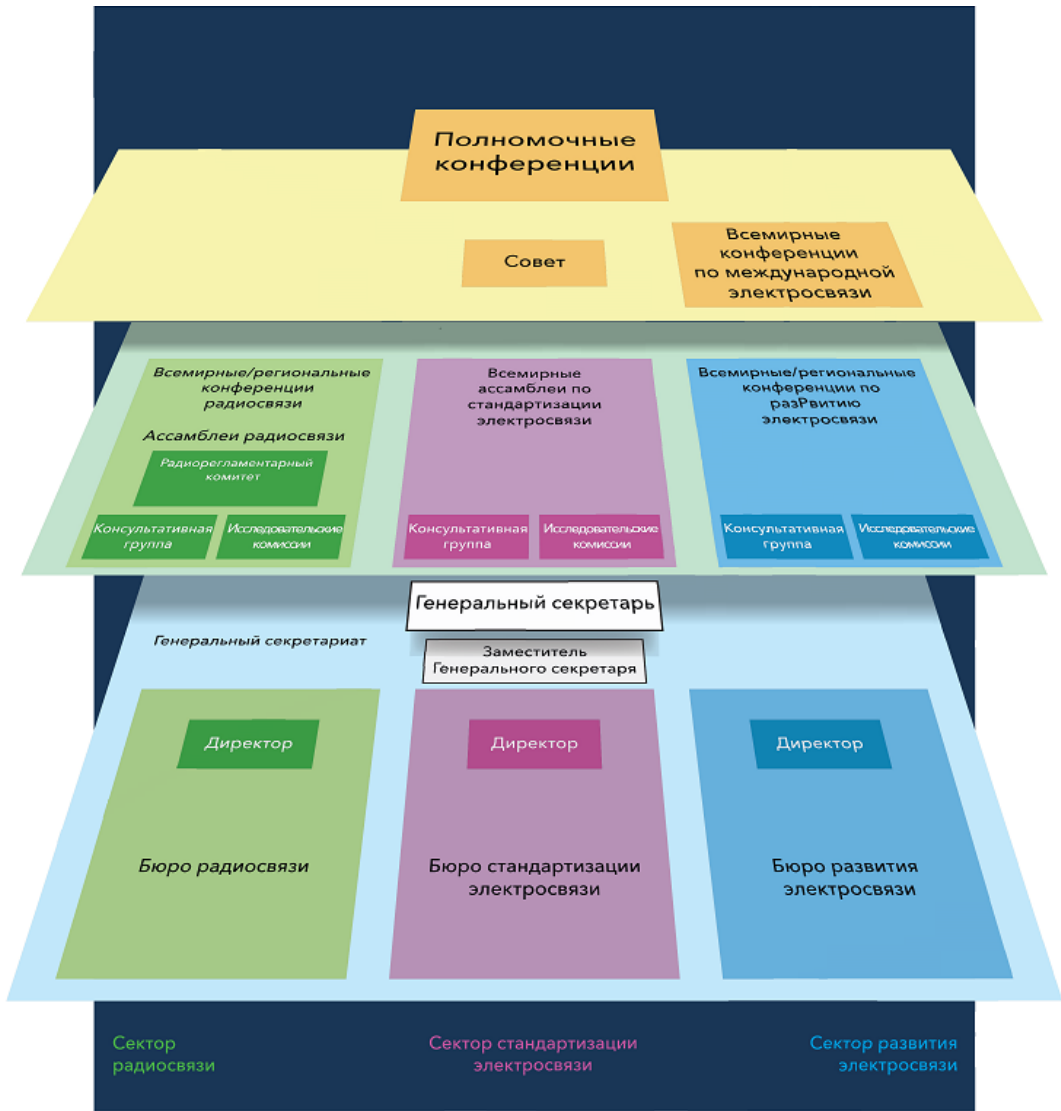 Полномочные
конференции
Совет
Всемирные
конференции
по международной
электросвязи
Всемирные/региональные
конференции
радиосвязи
Ассамблеи радиосвязи
Радиорегламентарный
комитет
Консультативная
группа
Исследовательские
комиссии
Всемирные
ассамблеи по
стандартизации
электросвязи
Консультативная
группа
Исследовательские
комиссии
Всемирные/региональные
конференции по
разРвитию
электросвязи
Консультативная
группа
Исследовательские
комиссии
Генеральный секретарь
Генеральный секретариат
Заместитель
Генерального секретаря
Директор
Бюро радиосвязи
Директор
Бюро стандартизации
электросвязи
Директор
Бюро развития
электросвязи
Сектор
радиосвязи
Сектор стандартизации
электросвязи
Сектор развития
электросвязи